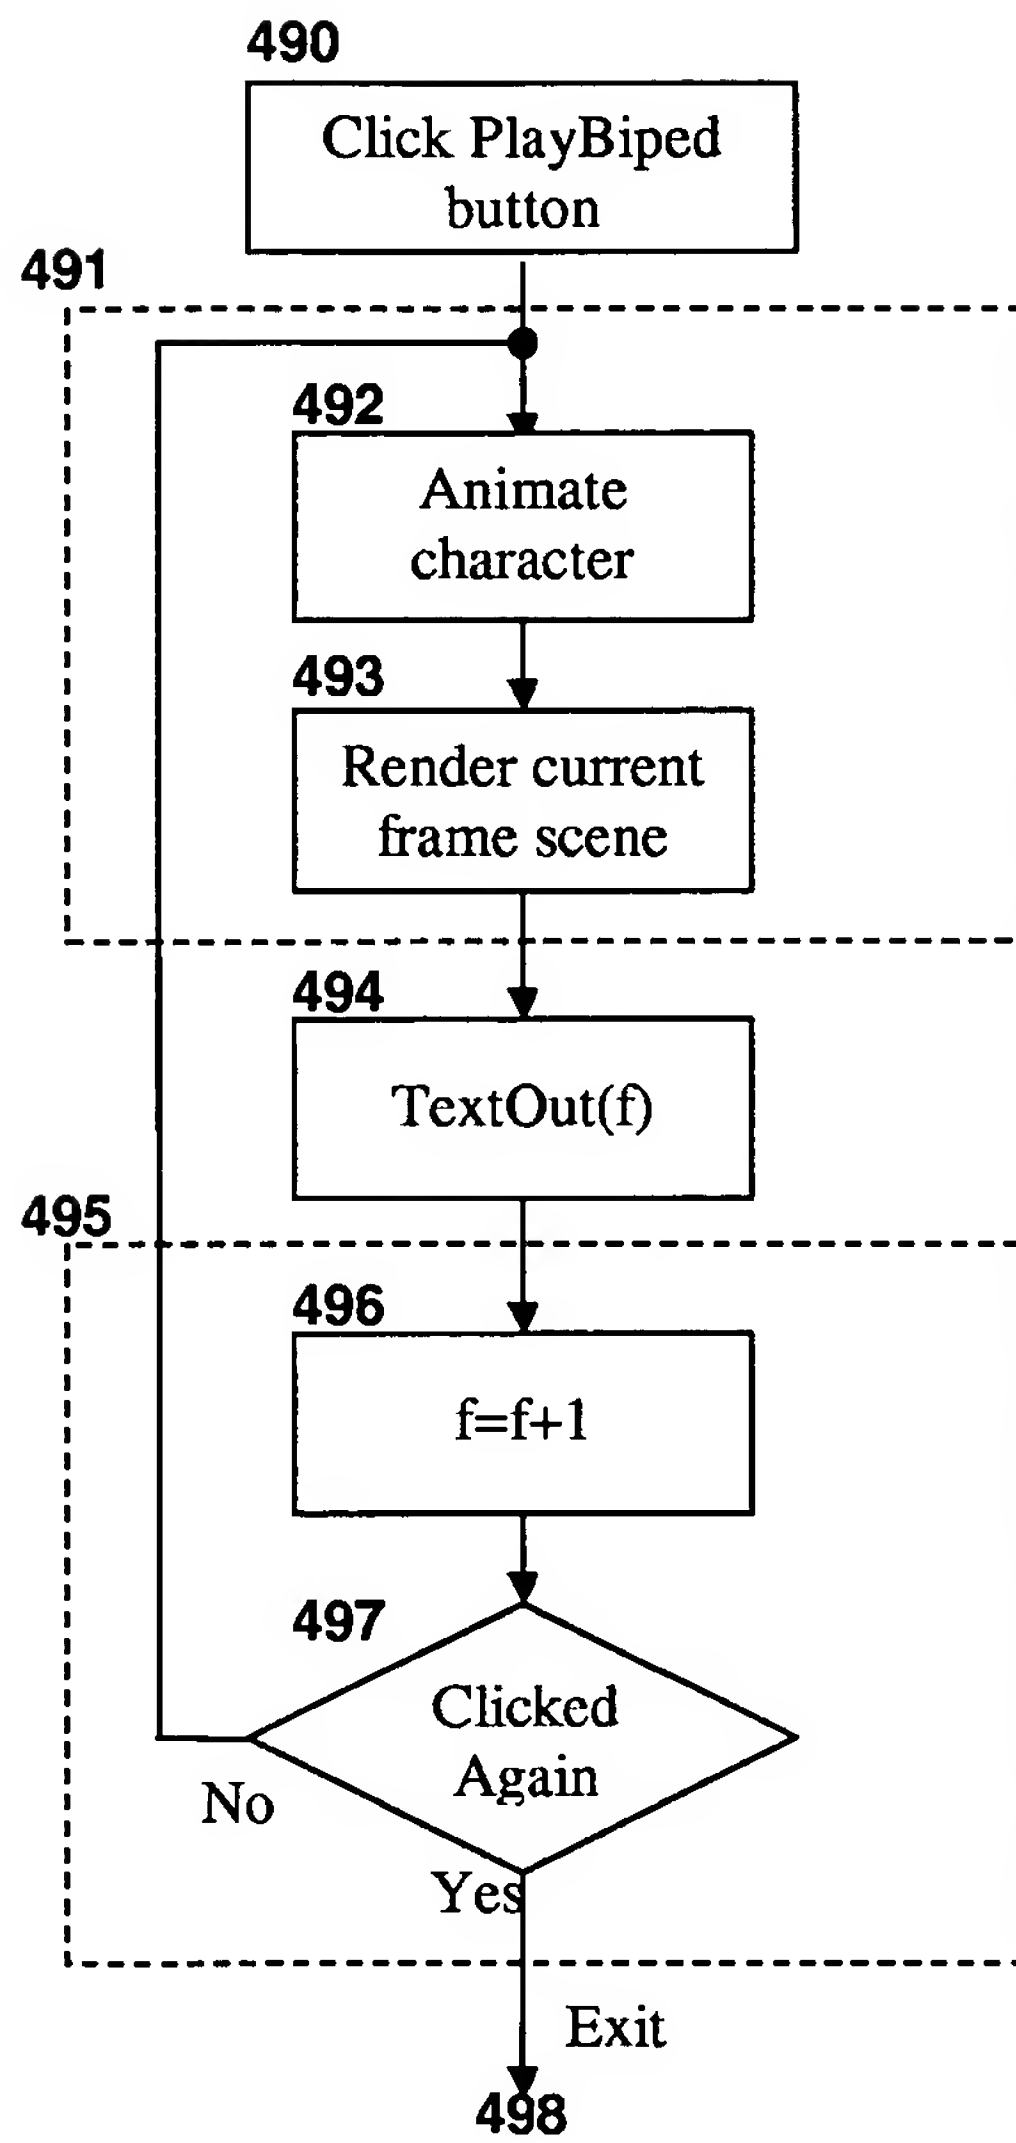 490
Click PlayBiped
button
491
492
Animate
character
493
Render current
frame scene
494
TextOut(f)
495
496
f=f+1
497
Clicked
Again
No
Yes
Exit
498